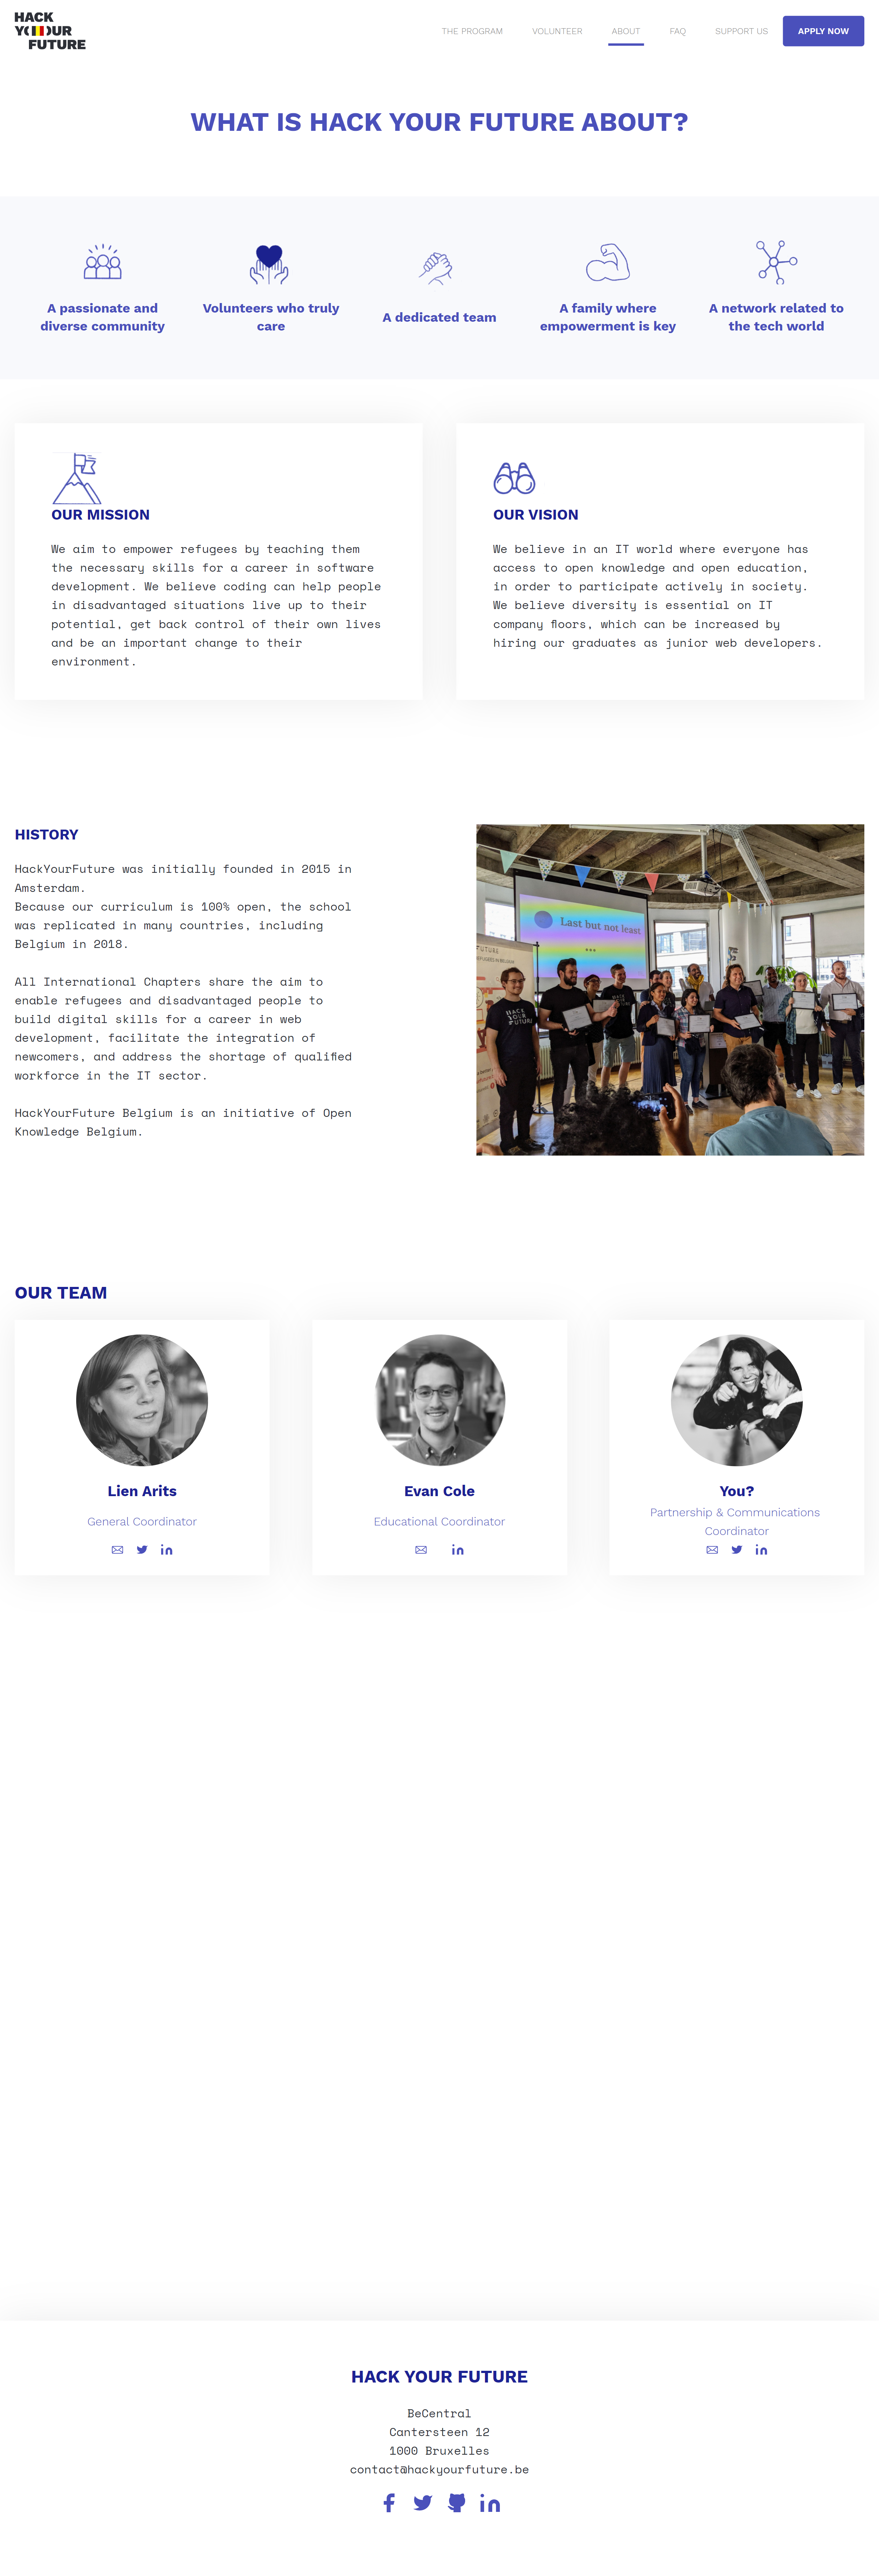 HACK
YOUR
FUTURE
THE PROGRAM
VOLUNTEER
ABOUT
FAQ
SUPPORT US
APPLY NOW
WHAT IS HACK YOUR FUTURE ABOUT?
A passionate and
diverse community
Volunteers who truly
care
A dedicated team
A family where
empowerment is key
A network related to
the tech world
OUR MISSION
We aim to empower refugees by teaching them
the necessary skills for a career in software
development. We believe coding can help people
in disadvantaged situations live up to their
potential, get back control of their own lives
and be an important change to their
environment.
OUR VISION
We believe in an IT world where everyone has
access to open knowledge and open education,
in order to participate actively in society.
We believe diversity is essential on IT
company floors, which can be increased by
hiring our graduates as junior web developers.
HISTORY
HackYourFuture was initially founded in 2015 in
Amsterdam.
Because our curriculum is 100% open, the school
was replicated in many countries, including
Belgium in 2018.
All International Chapters share the aim to
enable refugees and disadvantaged people to
build digital skills for a career in web
development, facilitate the integration of
newcomers, and address the shortage of qualified
workforce in the IT sector.
HackYourFuture Belgium is an initiative of Open
Knowledge Belgium.
Last but not least
...
FUTURE
HACK
YOUR
FUTURE
OUR TEAM
Lien Arits
General Coordinator
Evan Cole
Educational Coordinator
You?
Partnership & Communications
Coordinator
HACK YOUR FUTURE
BeCentral
Cantersteen 12
1000 Bruxelles
contact@hackyourfuture.be